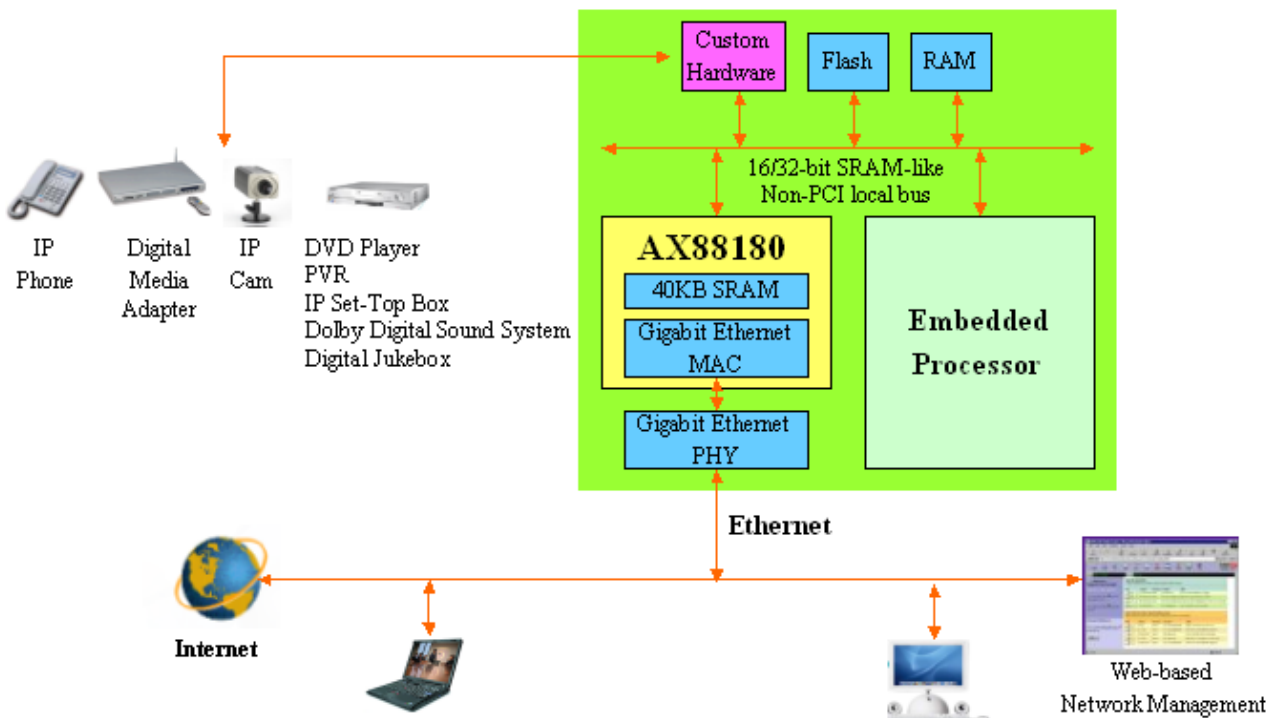 Custom
Hardware
Flash
RAM
16/32-bit SRAM-like
Non-PCI local bus
IP
Phone
Digital
Media
Adapter
IP
Cam
DVD Player
PVR
IP Set-Top Box
Dolby Digital Sound System
Digital Jukebox
AX88180
40KB SRAM
Gigabit Ethernet
MAC
Gigabit Ethernet
PHY
Embedded
Processor
Ethernet
Internet
Web-based
Network Management